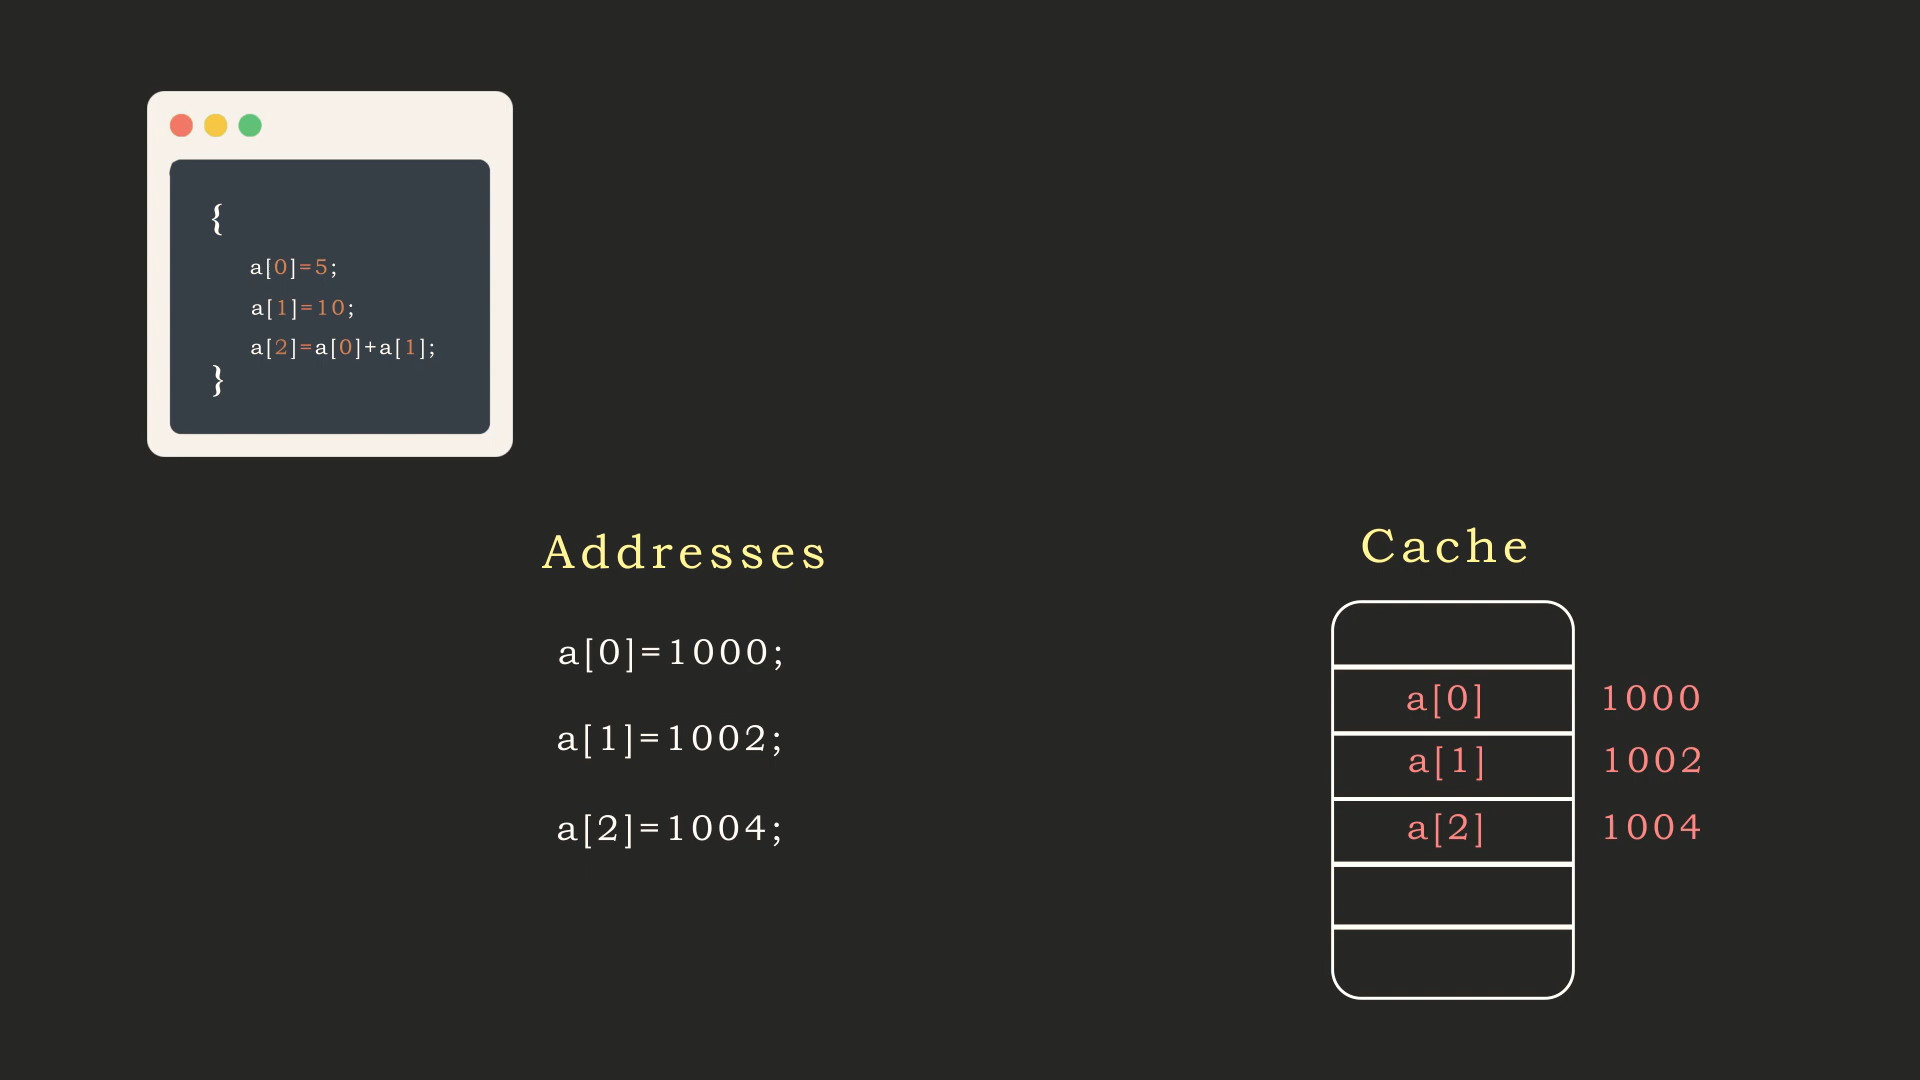 {
a[0]=5;
a[1]=10;
a[2]=a[0]+a[1];
}
Addresses
a[0]=1000;
a[1]=1002;
a[2]=1004;
Cache
a[0] 1000
a[1] 1002
a[2] 1004